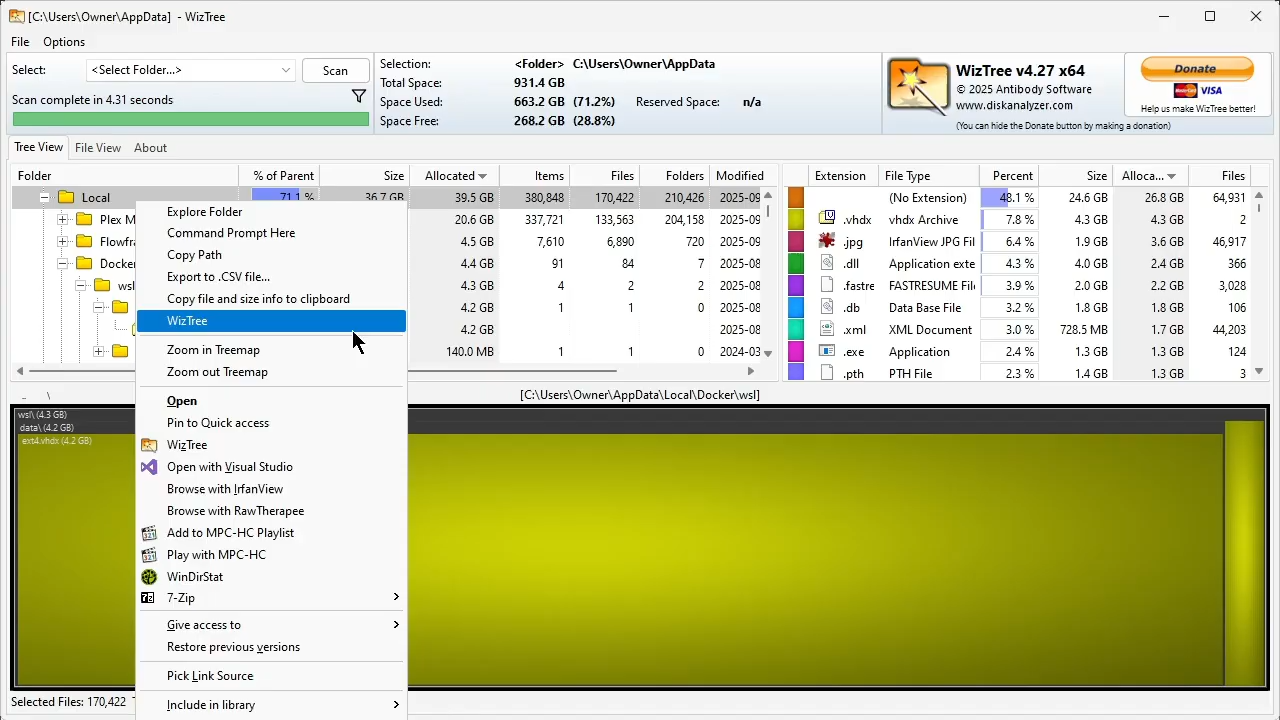 [C:\Users\Owner\AppData] - WizTree
File Options
Select: <Select Folder...> Scan
Scan complete in 4.31 seconds
Selection: <Folder> C:\Users\Owner\AppData
Total Space: 931.4 GB
Space Used: 663.2 GB (71.2%) Reserved Space: n/a
Space Free: 268.2 GB (28.8%)
WizTree v4.27 x64
© 2025 Antibody Software
www.diskanalyzer.com
(You can hide the Donate button by making a donation)
Donate
MasterCard VISA
Help us make WizTree better!
Tree View File View About
Folder % of Parent Size Allocated Items Files Folders Modified
Local 71.1 % 36.7 GB 39.5 GB 380,848 170,422 210,426 2025-09
Plex M 20.6 GB 337,721 133,563 204,158 2025-09
Flowfr 4.5 GB 7,610 6,890 720 2025-09
Docker 4.4 GB 91 84 7 2025-08
wsl 4.3 GB 4 2 2 2025-08
4.2 GB 1 1 0 2025-08
4.2 GB 2025-08
140.0 MB 1 1 0 2024-03
Extension File Type Percent Size Alloca... Files
(No Extension) 48.1 % 24.6 GB 26.8 GB 64,931
.vhdx vhdx Archive 7.8 % 4.3 GB 4.3 GB 2
.jpg IrfanView JPG Fil 6.4 % 1.9 GB 3.6 GB 46,917
.dll Application exte 4.3 % 4.0 GB 2.4 GB 366
.fastre FASTRESUME File 3.9 % 2.0 GB 2.2 GB 3,028
.db Data Base File 3.2 % 1.8 GB 1.8 GB 106
.xml XML Document 3.0 % 728.5 MB 1.7 GB 44,203
.exe Application 2.4 % 1.3 GB 1.3 GB 124
.pth PTH File 2.3 % 1.4 GB 1.3 GB 3
Explore Folder
Command Prompt Here
Copy Path
Export to .CSV file...
Copy file and size info to clipboard
WizTree
Zoom in Treemap
Zoom out Treemap
Open
Pin to Quick access
WizTree
Open with Visual Studio
Browse with IrfanView
Browse with RawTherapee
Add to MPC-HC Playlist
Play with MPC-HC
WinDirStat
7-Zip
Give access to
Restore previous versions
Pick Link Source
Include in library
.. \ [C:\Users\Owner\AppData\Local\Docker\wsl]
wsl\ (4.3 GB)
data\ (4.2 GB)
ext4.vhdx (4.2 GB)
Selected Files: 170,422